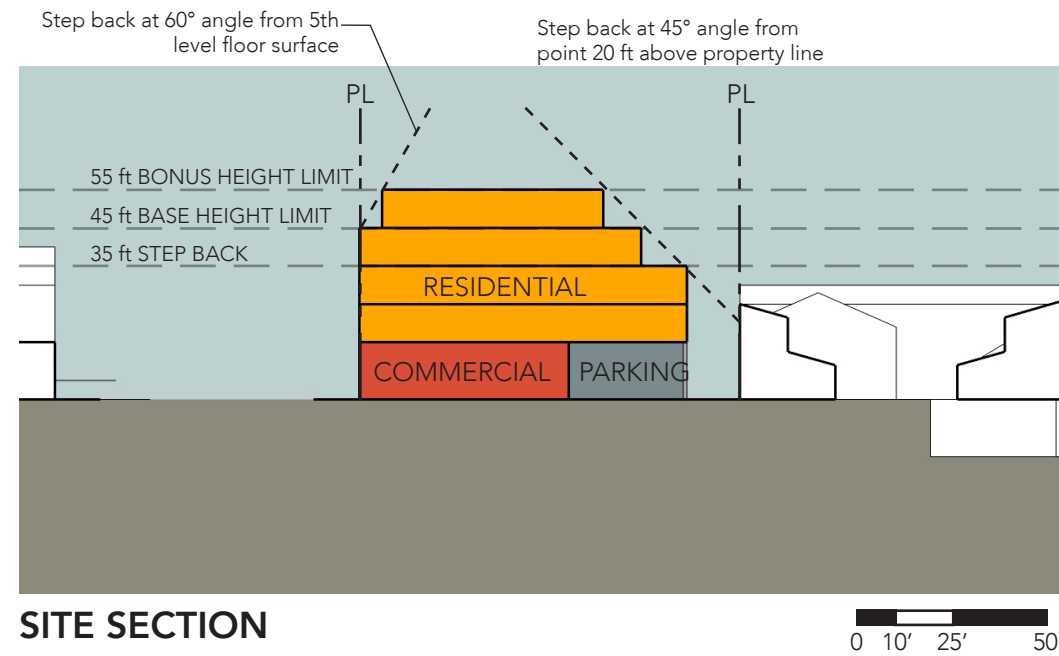 Step back at 60° angle from 5th
level floor surface
Step back at 45° angle from
point 20 ft above property line
PL
PL
55 ft BONUS HEIGHT LIMIT
45 ft BASE HEIGHT LIMIT
35 ft STEP BACK
RESIDENTIAL
COMMERCIAL
PARKING
SITE SECTION
0 10' 25' 50